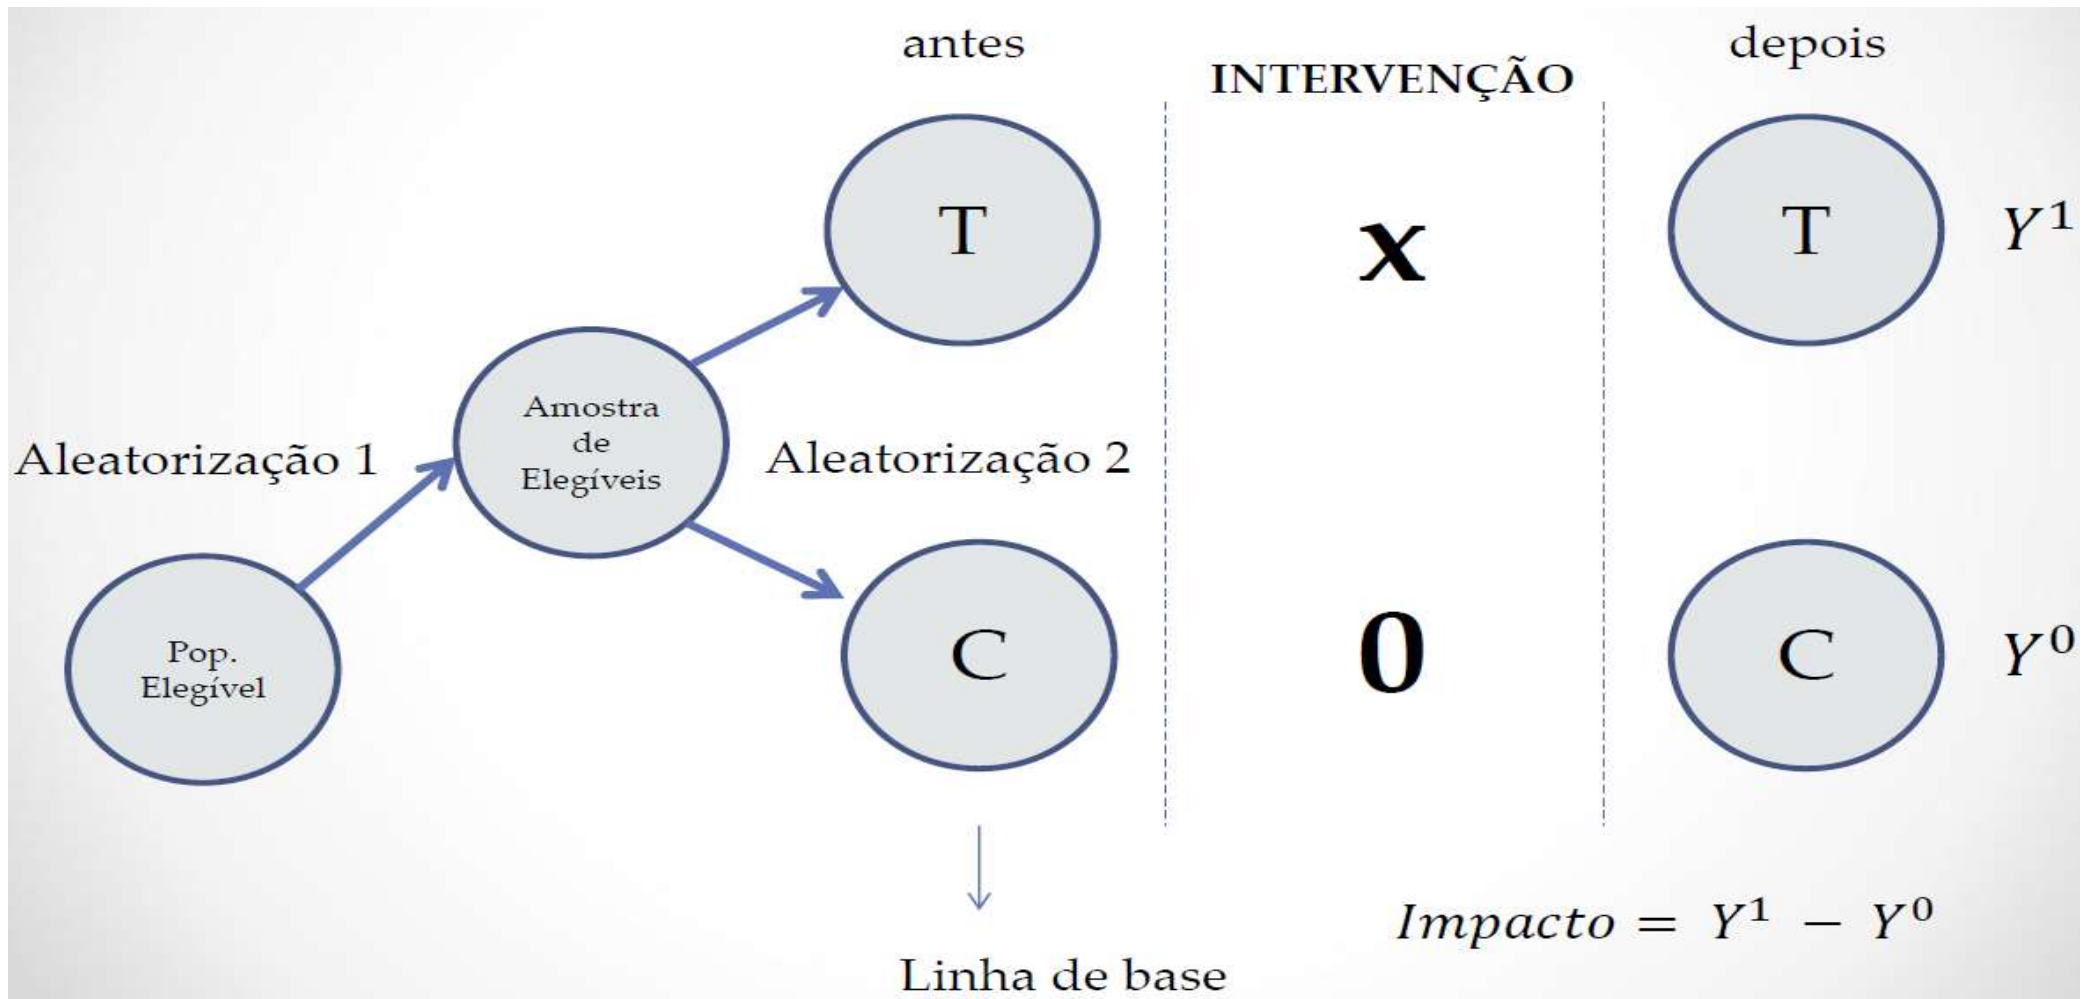 antes
INTERVENÇÃO
depois
T
x
T
Y¹
Amostra
de
Elegíveis
Aleatorização 1
Aleatorização 2
Pop.
Elegível
C
0
C
Y⁰
Impacto = Y¹ − Y⁰
Linha de base